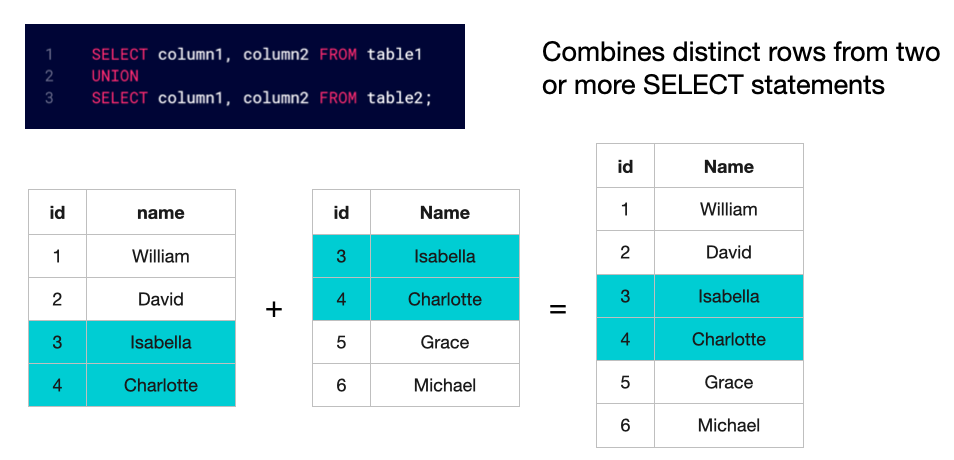 1 SELECT column1, column2 FROM table1
2 UNION
3 SELECT column1, column2 FROM table2;
Combines distinct rows from two
or more SELECT statements
id name
1 William
2 David
3 Isabella
4 Charlotte
+
id Name
3 Isabella
4 Charlotte
5 Grace
6 Michael
=
id Name
1 William
2 David
3 Isabella
4 Charlotte
5 Grace
6 Michael